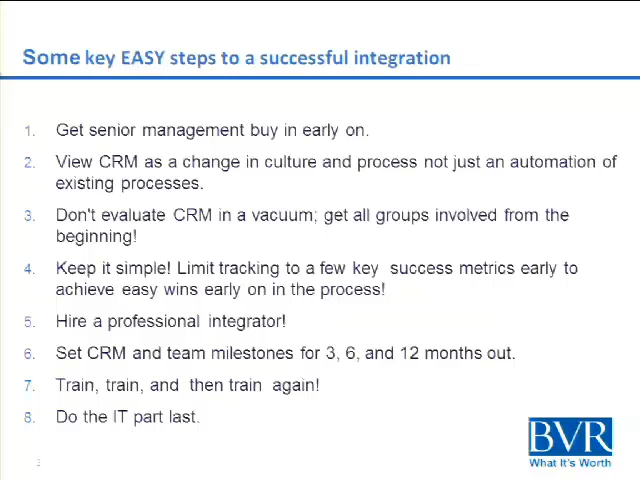 Some key EASY steps to a successful integration
1. Get senior management buy in early on.
2. View CRM as a change in culture and process not just an automation of
existing processes.
3. Don't evaluate CRM in a vacuum; get all groups involved from the
beginning!
4. Keep it simple! Limit tracking to a few key success metrics early to
achieve easy wins early on in the process!
5. Hire a professional integrator!
6. Set CRM and team milestones for 3, 6, and 12 months out.
7. Train, train, and then train again!
8. Do the IT part last.
BVR
What It's Worth